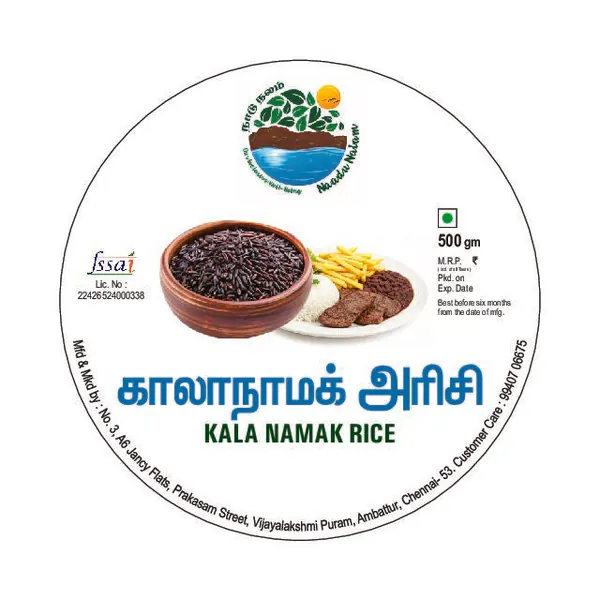 நாடு நலம்
Naadu Nalam
fssai
Lic. No :
22426524000338
500 gm
M.R.P. ₹
Pkd. on
Exp. Date
Best before six months
from the date of mfg.
காலாநாமக் அரிசி
KALA NAMAK RICE
Mfd & Mkd by : No. 3, A6 Jancy Flats, Prakasam Street, Vijayalakshmi Puram, Ambattur, Chennai- 53. Customer Care : 99407 06675